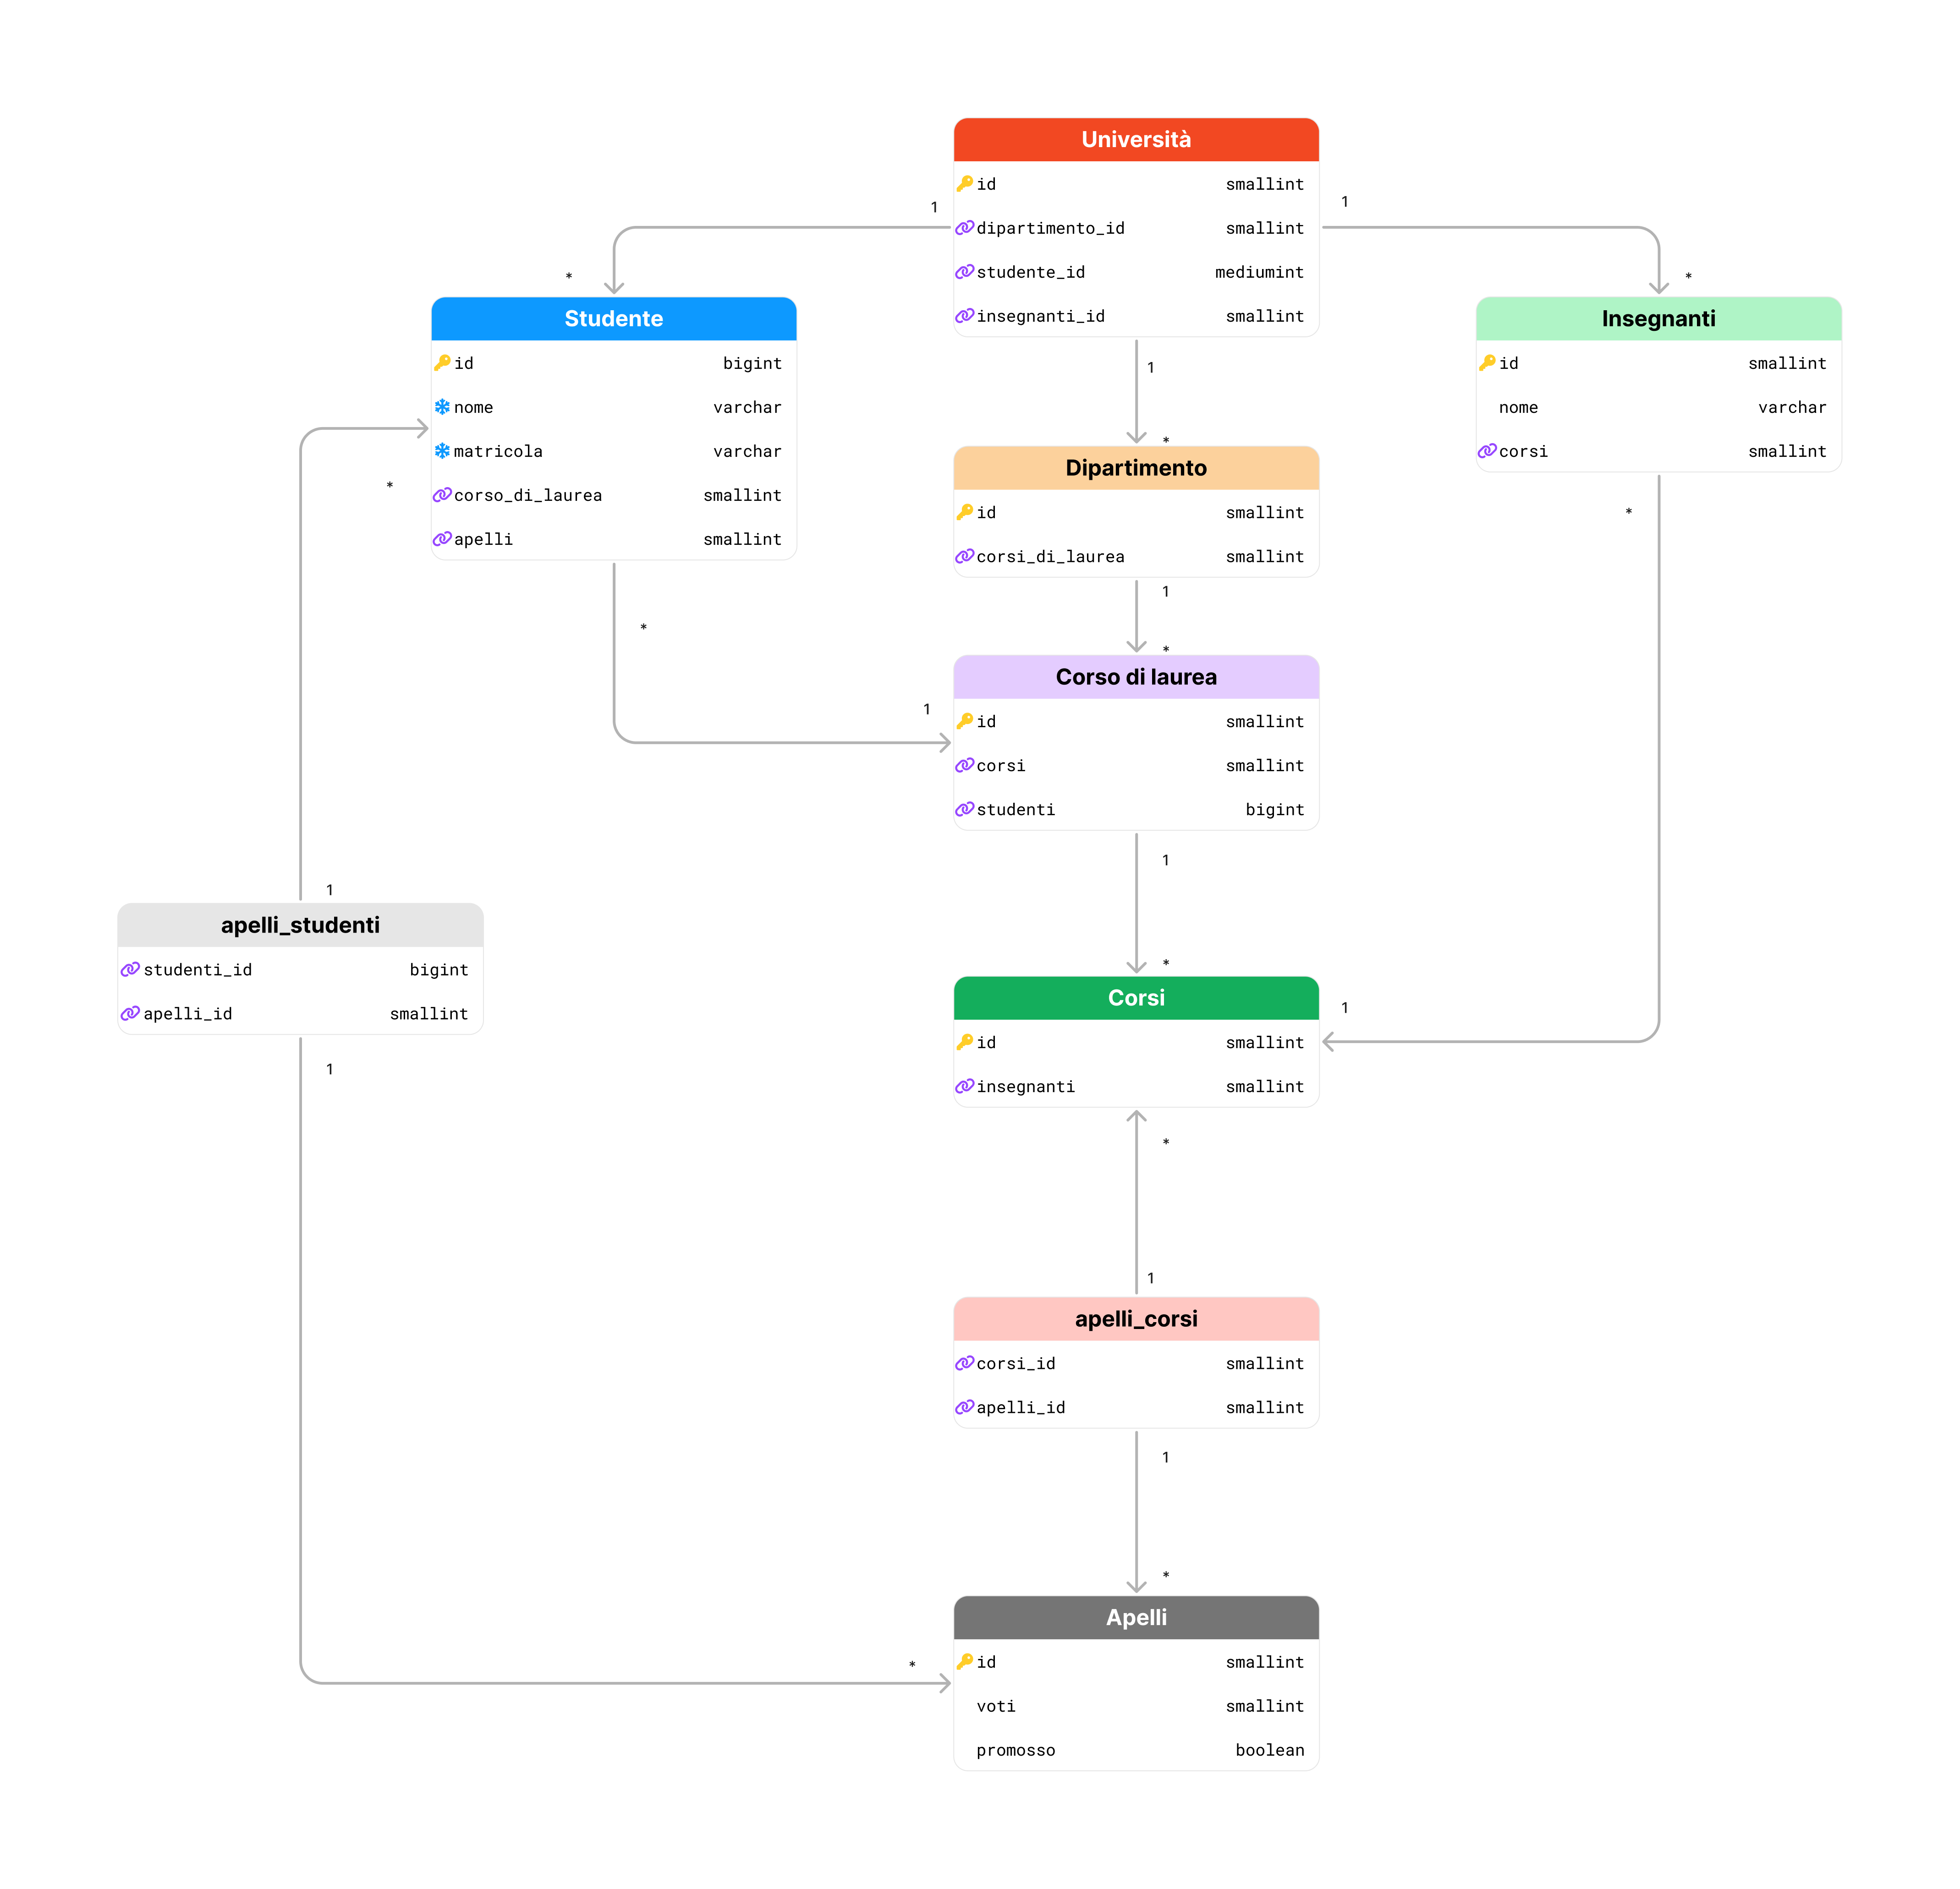 Università
id smallint
dipartimento_id smallint
studente_id mediumint
insegnanti_id smallint
1
1
*
*
Studente
id bigint
nome varchar
matricola varchar
corso_di_laurea smallint
apelli smallint
Insegnanti
id smallint
nome varchar
corsi smallint
1
*
Dipartimento
id smallint
corsi_di_laurea smallint
*
*
1
*
*
1
Corso di laurea
id smallint
corsi smallint
studenti bigint
1
1
apelli_studenti
studenti_id bigint
apelli_id smallint
1
*
Corsi
id smallint
insegnanti smallint
1
*
1
apelli_corsi
corsi_id smallint
apelli_id smallint
1
*
*
Apelli
id smallint
voti smallint
promosso boolean